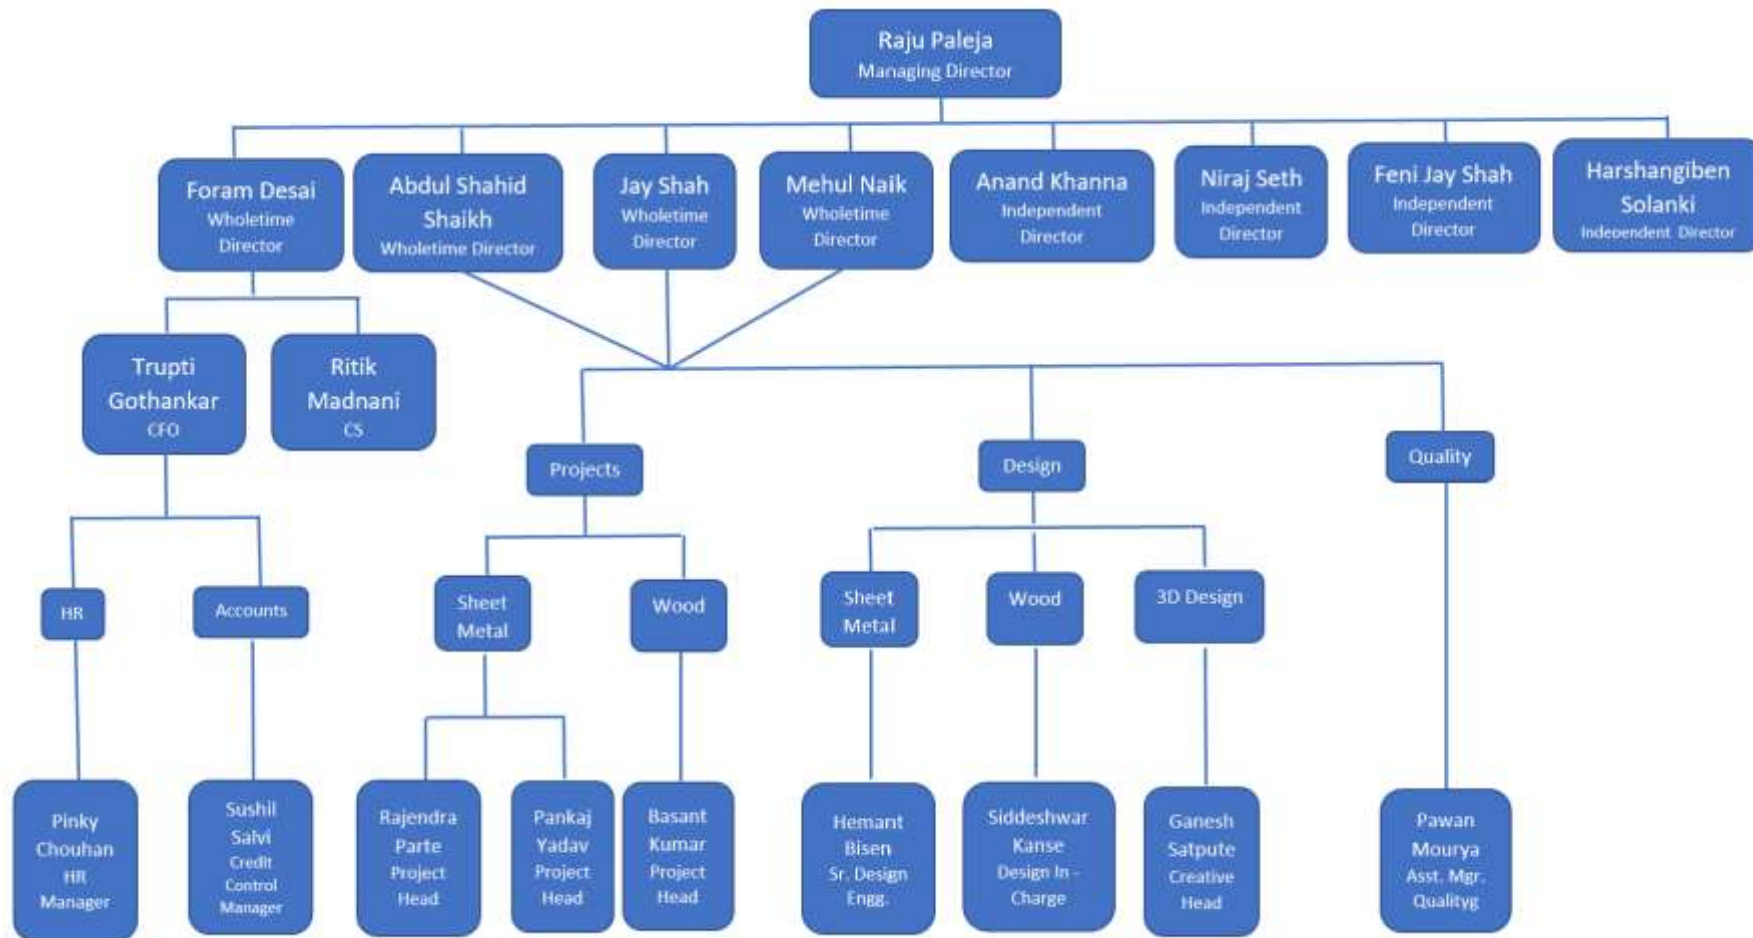 Raju Paleja
Managing Director
Foram Desai
Wholetime
Director
Abdul Shahid
Shaikh
Wholetime Director
Jay Shah
Wholetime
Director
Mehul Naik
Wholetime
Director
Anand Khanna
Independent
Director
Niraj Seth
Independent
Director
Feni Jay Shah
Independent
Director
Harshangiben
Solanki
Independent Director
Trupti
Gothankar
CFO
Ritik
Madnani
CS
Projects
Design
Quality
HR
Accounts
Sheet
Metal
Wood
Sheet
Metal
Wood
3D Design
Pinky
Chouhan
HR
Manager
Sushil
Salvi
Credit
Control
Manager
Rajendra
Parte
Project
Head
Pankaj
Yadav
Project
Head
Basant
Kumar
Project
Head
Hemant
Bisen
Sr. Design
Engg.
Siddeshwar
Kanse
Design In -
Charge
Ganesh
Satpute
Creative
Head
Pawan
Mourya
Asst. Mgr.
Qualityg